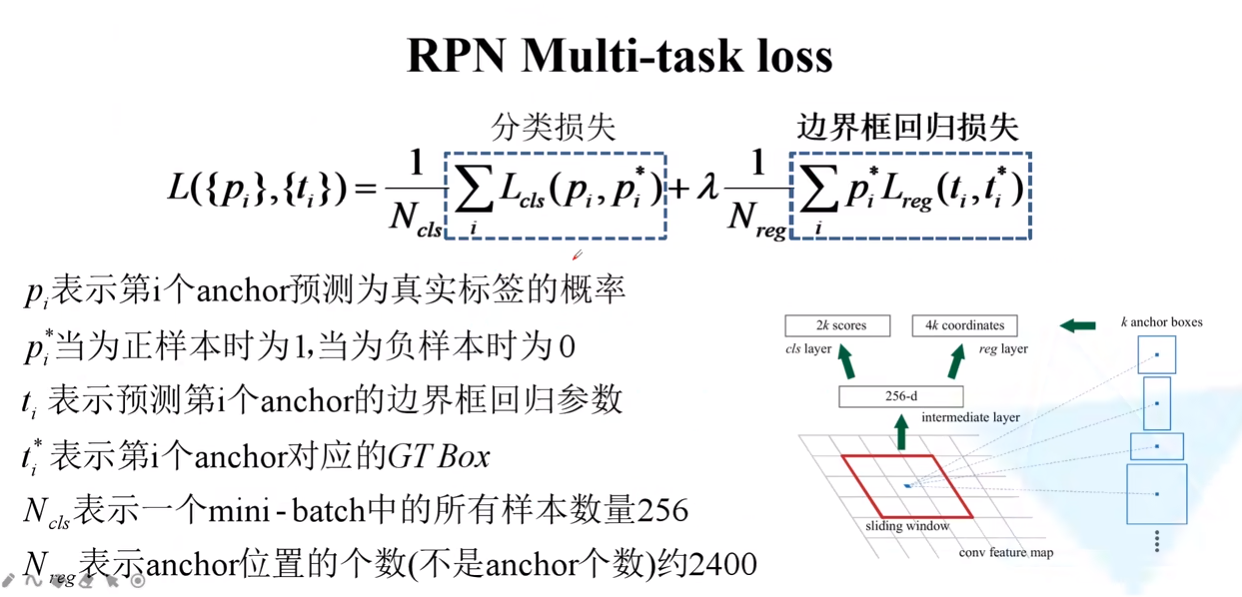 RPN Multi-task loss
分类损失 边界框回归损失
L({p_i},{t_i}) = \frac{1}{N_{cls}} \sum_i L_{cls}(p_i, p_i^*) + λ \frac{1}{N_{reg}} \sum_i p_i^* L_{reg}(t_i, t_i^*)
p_i表示第i个anchor预测为真实标签的概率
p_i^*当为正样本时为1,当为负样本时为0
t_i 表示预测第i个anchor的边界框回归参数
t_i^* 表示第i个anchor对应的GT Box
N_{cls}表示一个mini-batch中的所有样本数量256
N_{reg}表示anchor位置的个数(不是anchor个数)约2400
2k scores
4k coordinates
k anchor boxes
cls layer
reg layer
256-d
intermediate layer
sliding window
conv feature map